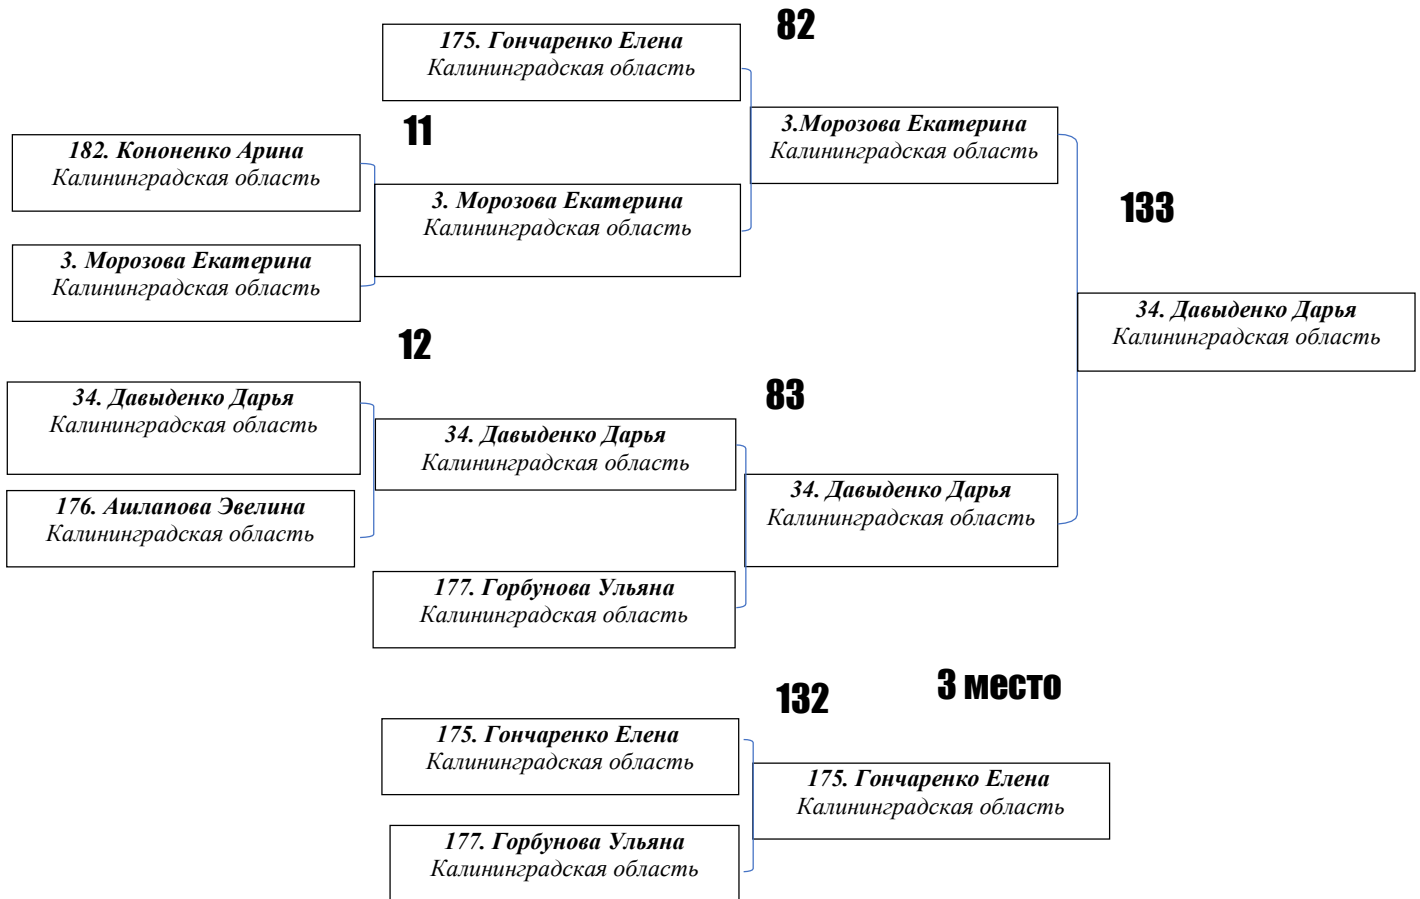 82
175. Гончаренко Елена
Калининградская область
11
3.Морозова Екатерина
Калининградская область
182. Кононенко Арина
Калининградская область
3. Морозова Екатерина
Калининградская область
133
3. Морозова Екатерина
Калининградская область
34. Давыденко Дарья
Калининградская область
12
34. Давыденко Дарья
Калининградская область
83
34. Давыденко Дарья
Калининградская область
176. Ашлапова Эвелина
Калининградская область
34. Давыденко Дарья
Калининградская область
177. Горбунова Ульяна
Калининградская область
132
3 место
175. Гончаренко Елена
Калининградская область
175. Гончаренко Елена
Калининградская область
177. Горбунова Ульяна
Калининградская область